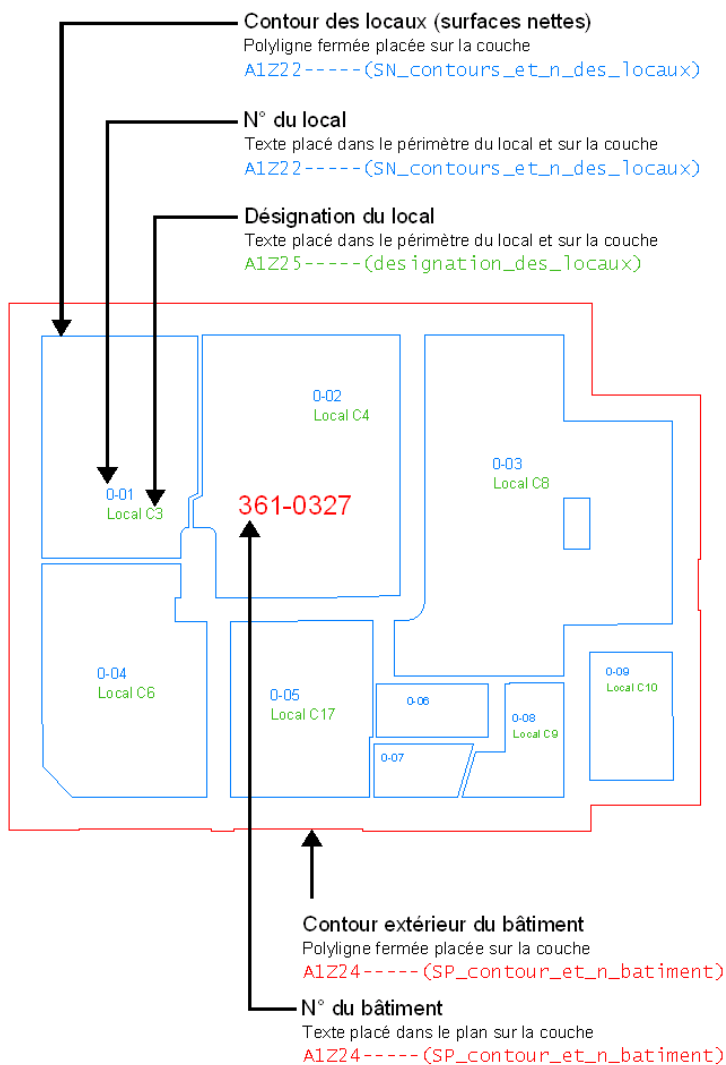 Contour des locaux (surfaces nettes)
Polyligne fermée placée sur la couche
A1Z22-----(SN_contours_et_n_des_locaux)
N° du local
Texte placé dans le périmètre du local et sur la couche
A1Z22-----(SN_contours_et_n_des_locaux)
Désignation du local
Texte placé dans le périmètre du local et sur la couche
A1Z25-----(designation_des_locaux)
0-02
Local C4
0-03
Local C8
0-01
Local C3
361-0327
0-04
Local C6
0-05
Local C17
0-06
0-07
0-08
Local C9
0-09
Local C10
Contour extérieur du bâtiment
Polyligne fermée placée sur la couche
A1Z24-----(SP_contour_et_n_batiment)
N° du bâtiment
Texte placé dans le plan sur la couche
A1Z24-----(SP_contour_et_n_batiment)